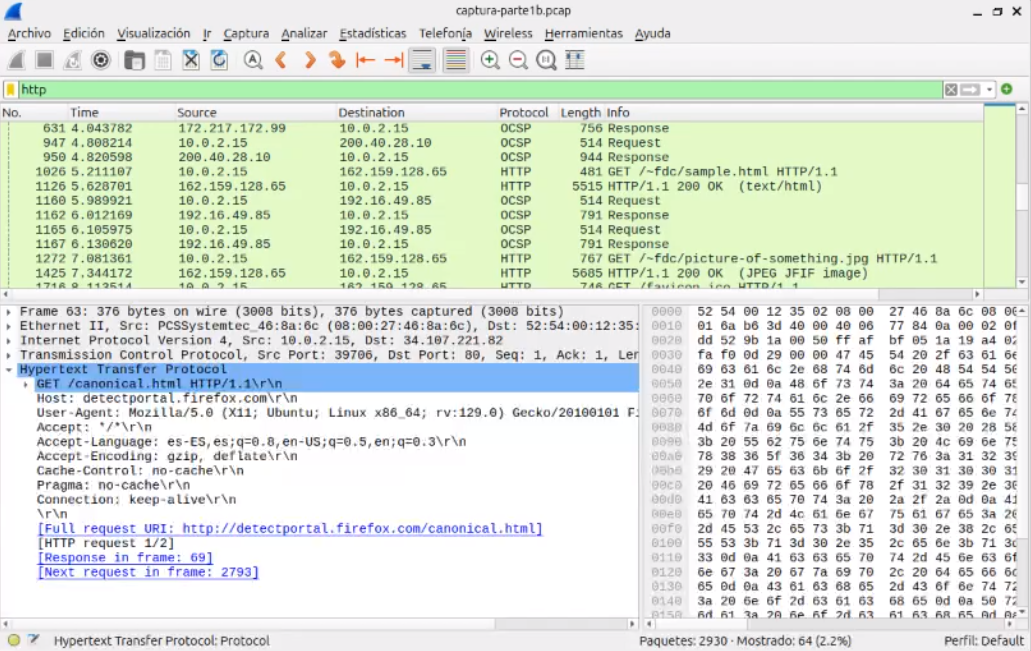 captura-parte1b.pcap
Archivo Edición Visualización Ir Captura Analizar Estadísticas Telefonía Wireless Herramientas Ayuda
http
No. Time Source Destination Protocol Length Info
631 4.043782 172.217.172.99 10.0.2.15 OCSP 756 Response
947 4.808214 10.0.2.15 200.40.28.10 OCSP 514 Request
950 4.820598 200.40.28.10 10.0.2.15 OCSP 944 Response
1026 5.211107 10.0.2.15 162.159.128.65 HTTP 481 GET /~fdc/sample.html HTTP/1.1
1126 5.628701 162.159.128.65 10.0.2.15 HTTP 5515 HTTP/1.1 200 OK (text/html)
1160 5.989921 10.0.2.15 192.16.49.85 OCSP 514 Request
1162 6.012169 192.16.49.85 10.0.2.15 OCSP 791 Response
1165 6.105975 10.0.2.15 192.16.49.85 OCSP 514 Request
1167 6.130620 192.16.49.85 10.0.2.15 OCSP 791 Response
1272 7.081361 10.0.2.15 162.159.128.65 HTTP 767 GET /~fdc/picture-of-something.jpg HTTP/1.1
1425 7.344172 162.159.128.65 10.0.2.15 HTTP 5685 HTTP/1.1 200 OK (JPEG JFIF image)
1716 8.113514 10.0.2.15 162.159.128.65 HTTP 746 GET /favicon.ico HTTP/1.1
Frame 63: 376 bytes on wire (3008 bits), 376 bytes captured (3008 bits)
Ethernet II, Src: PCSSystemtec_46:8a:6c (08:00:27:46:8a:6c), Dst: 52:54:00:12:35:
Internet Protocol Version 4, Src: 10.0.2.15, Dst: 34.107.221.82
Transmission Control Protocol, Src Port: 39706, Dst Port: 80, Seq: 1, Ack: 1, Len
Hypertext Transfer Protocol
GET /canonical.html HTTP/1.1\r\n
Host: detectportal.firefox.com\r\n
User-Agent: Mozilla/5.0 (X11; Ubuntu; Linux x86_64; rv:129.0) Gecko/20100101 Fi
Accept: */*\r\n
Accept-Language: es-ES,es;q=0.8,en-US;q=0.5,en;q=0.3\r\n
Accept-Encoding: gzip, deflate\r\n
Cache-Control: no-cache\r\n
Pragma: no-cache\r\n
Connection: keep-alive\r\n
\r\n
[Full request URI: http://detectportal.firefox.com/canonical.html]
[HTTP request 1/2]
[Response in frame: 69]
[Next request in frame: 2793]
0000 52 54 00 12 35 02 08 00 27 46 8a 6c 08 00
0010 01 6a b6 3d 40 00 40 06 77 84 0a 00 02 0f
0020 dd 52 9b 1a 00 50 ff af bf 05 1a 19 a4 02
0030 fa f0 0d 29 00 00 47 45 54 20 2f 63 61 6e
0040 69 63 61 6c 2e 68 74 6d 6c 20 48 54 54 50
0050 2e 31 0d 0a 48 6f 73 74 3a 20 64 65 74 65
0060 70 6f 72 74 61 6c 2e 66 69 72 65 66 6f 78
0070 6f 6d 0d 0a 55 73 65 72 2d 41 67 65 6e 74
0080 4d 6f 7a 69 6c 6c 61 2f 35 2e 30 20 28 58
0090 3b 20 55 62 75 6e 74 75 3b 20 4c 69 6e 75
00a0 78 38 36 5f 36 34 3b 20 72 76 3a 31 32 39
00b0 29 20 47 65 63 6b 6f 2f 32 30 31 30 30 31
00c0 20 46 69 72 65 66 6f 78 2f 31 32 39 2e 30
00d0 41 63 63 65 70 74 3a 20 2a 2f 2a 0d 0a 41
00e0 65 70 74 2d 4c 61 6e 67 75 61 67 65 3a 20
00f0 2d 45 53 2c 65 73 3b 71 3d 30 2e 38 2c 65
0100 55 53 3b 71 3d 30 2e 35 2c 65 6e 3b 71 3d
0110 33 0d 0a 41 63 63 65 70 74 2d 45 6e 63 6f
0120 6e 67 3a 20 67 7a 69 70 2c 20 64 65 66 6c
0130 65 0d 0a 43 61 63 68 65 2d 43 6f 6e 74 72
0140 3a 20 6e 6f 2d 63 61 63 68 65 0d 0a 50 72
0150 6d 61 3a 20 6e 6f 2d 63 61 63 68 65 0d 0a
Hypertext Transfer Protocol: Protocol
Paquetes: 2930 · Mostrado: 64 (2.2%)
Perfil: Default